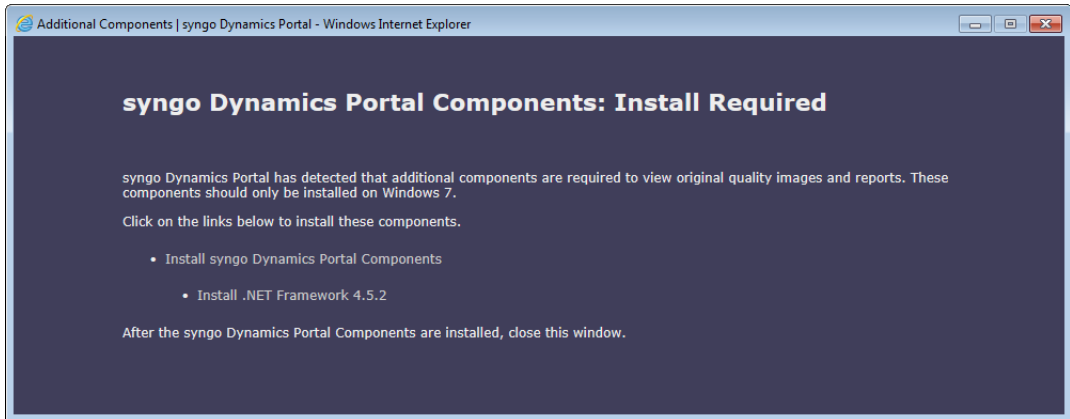 Additional Components | syngo Dynamics Portal - Windows Internet Explorer
syngo Dynamics Portal Components: Install Required
syngo Dynamics Portal has detected that additional components are required to view original quality images and reports. These
components should only be installed on Windows 7.
Click on the links below to install these components.
• Install syngo Dynamics Portal Components
• Install .NET Framework 4.5.2
After the syngo Dynamics Portal Components are installed, close this window.